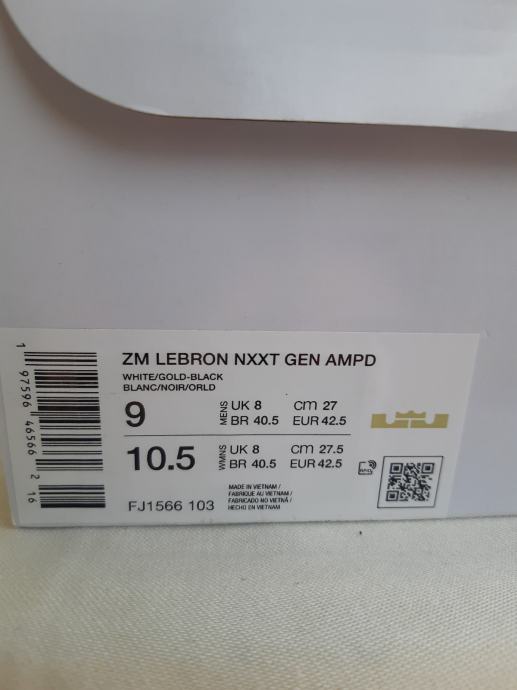 ZM LEBRON NXXT GEN AMPD
WHITE/GOLD-BLACK
BLANC/NOIR/ORLD
9 MENS UK 8 cm 27
BR 40.5 EUR 42.5
10.5 WMNS UK 8 cm 27.5
BR 40.5 EUR 42.5
FJ1566 103
MADE IN VIETNAM /
FABRIQUE AU VIETNAM /
FABRICADO NO VIETNÃ /
HECHO EN VIETNAM
RFID
1 97596 46566 2 16